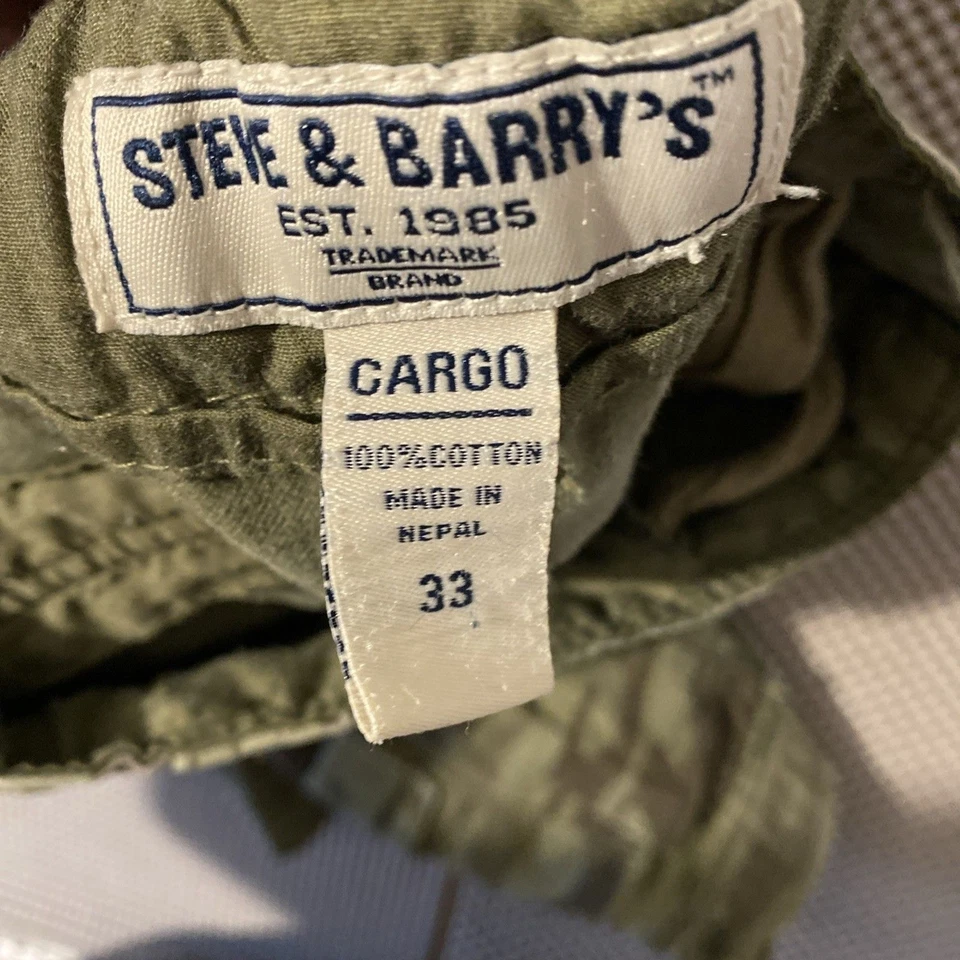 STEVE & BARRY'S™
EST. 1985
TRADEMARK
BRAND
CARGO
100%COTTON
MADE IN
NEPAL
33